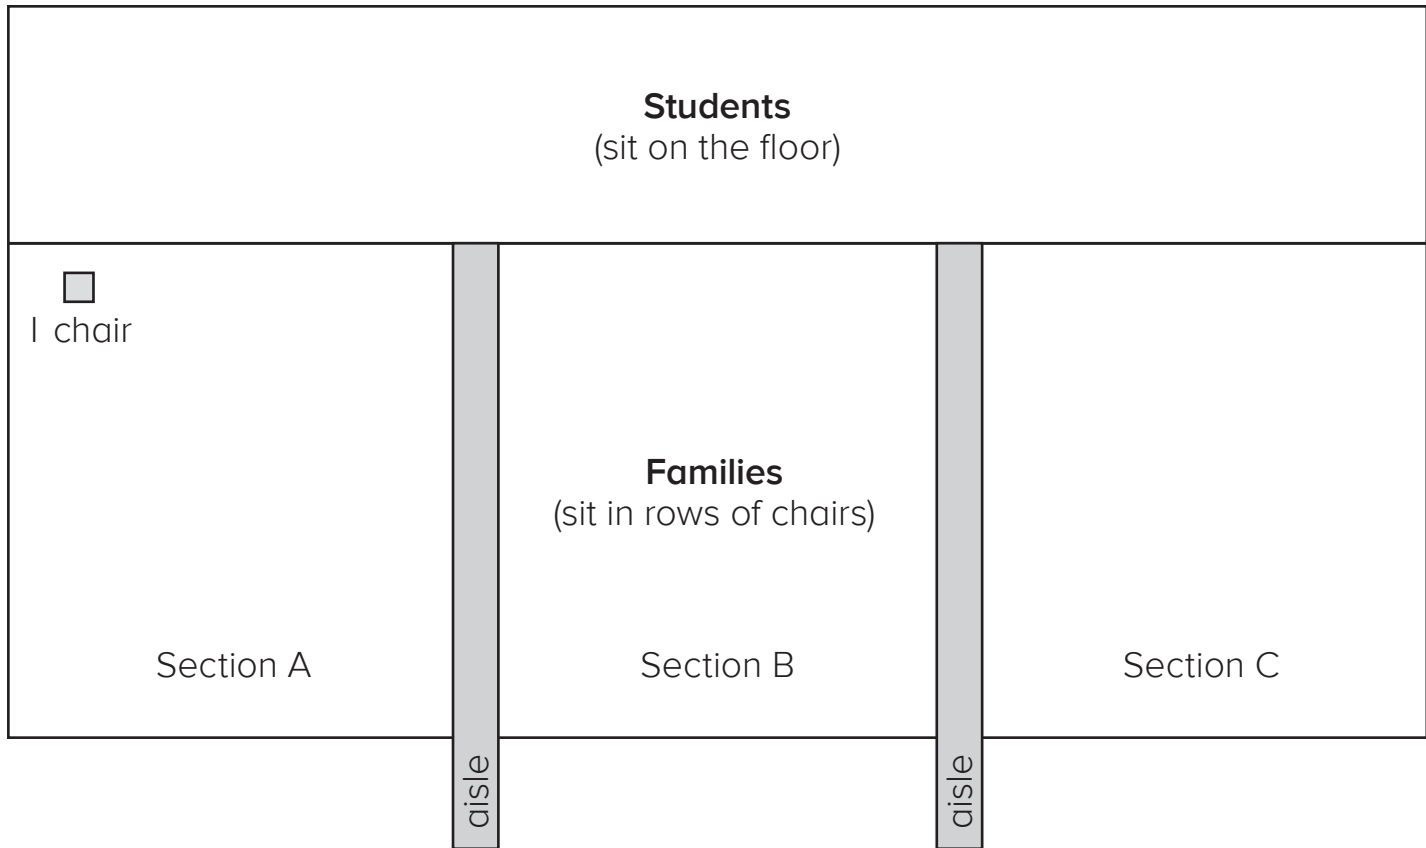 Students
(sit on the floor)
1 chair
Families
(sit in rows of chairs)
Section A
Section B
Section C
aisle
aisle